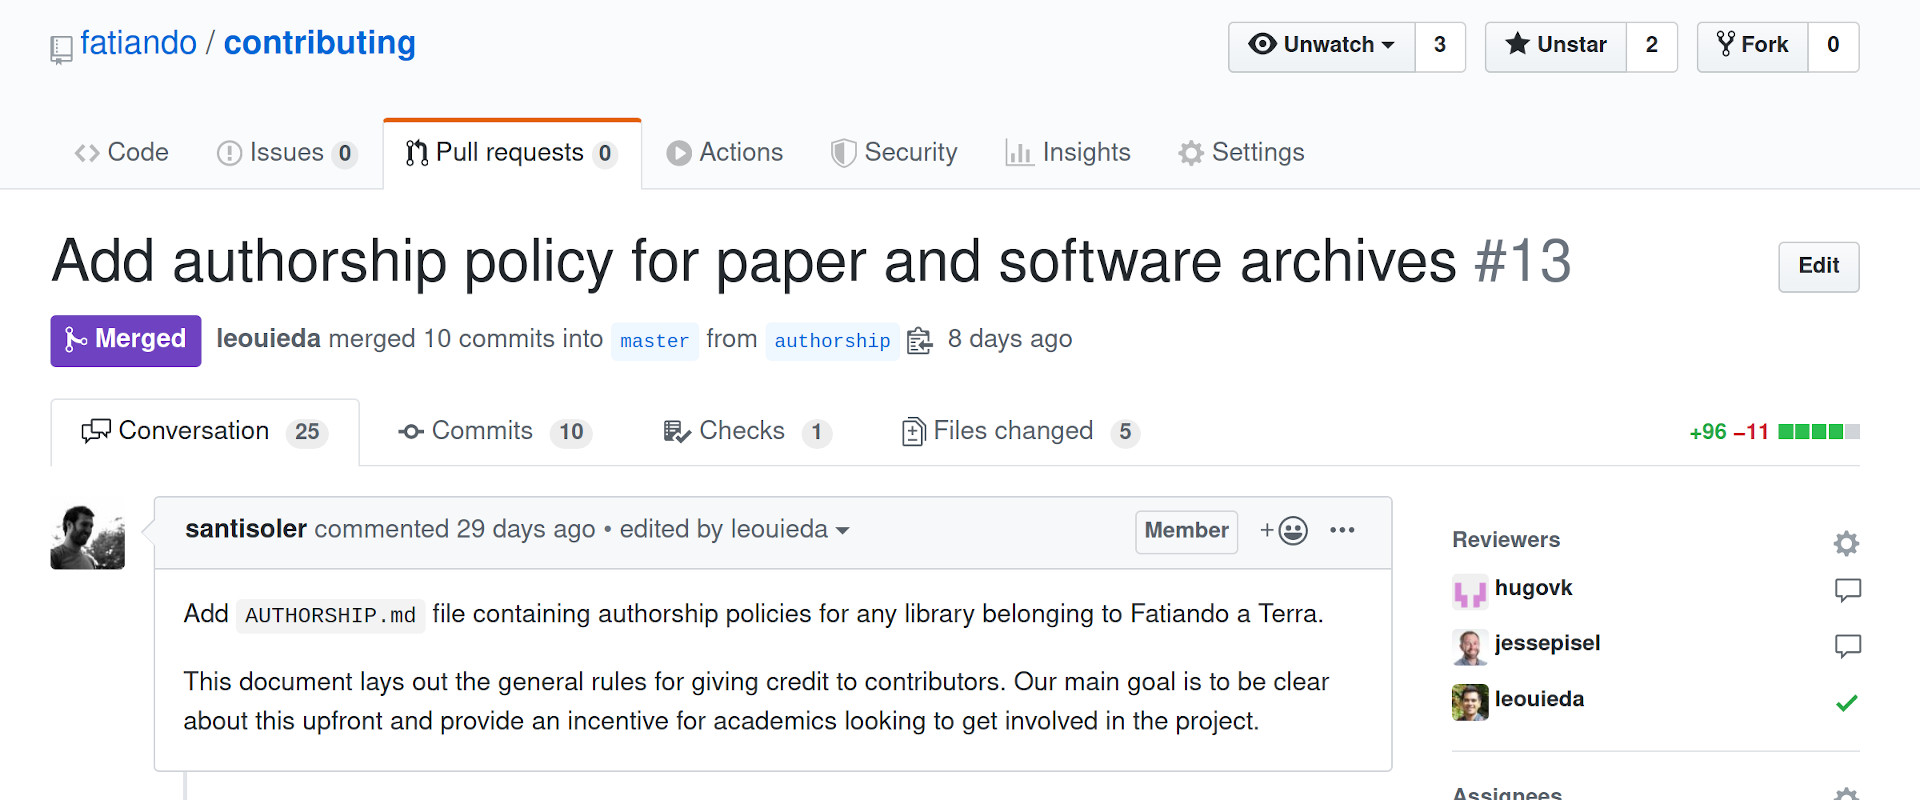 fatiando / contributing
Unwatch 3
Unstar 2
Fork 0
Code
Issues 0
Pull requests 0
Actions
Security
Insights
Settings
Add authorship policy for paper and software archives #13
Edit
Merged leouieda merged 10 commits into master from authorship 8 days ago
Conversation 25
Commits 10
Checks 1
Files changed 5
+96 −11
santisoler commented 29 days ago • edited by leouieda
Member
Add AUTHORSHIP.md file containing authorship policies for any library belonging to Fatiando a Terra.
This document lays out the general rules for giving credit to contributors. Our main goal is to be clear
about this upfront and provide an incentive for academics looking to get involved in the project.
Reviewers
hugovk
jessepisel
leouieda
Assignees